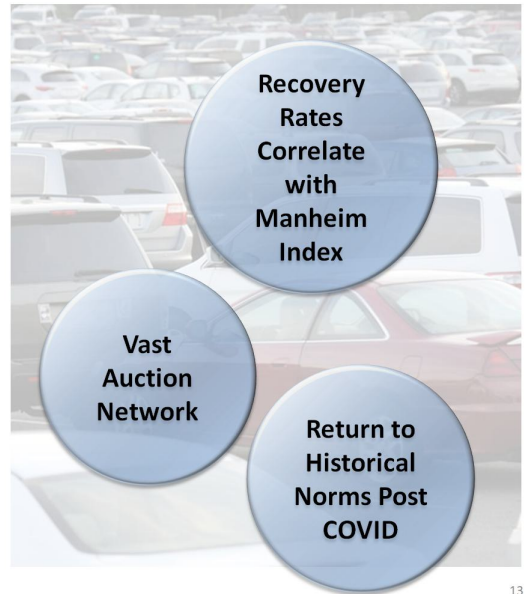 Recovery
Rates
Correlate
with
Manheim
Index
Vast
Auction
Network
Return to
Historical
Norms Post
COVID
13